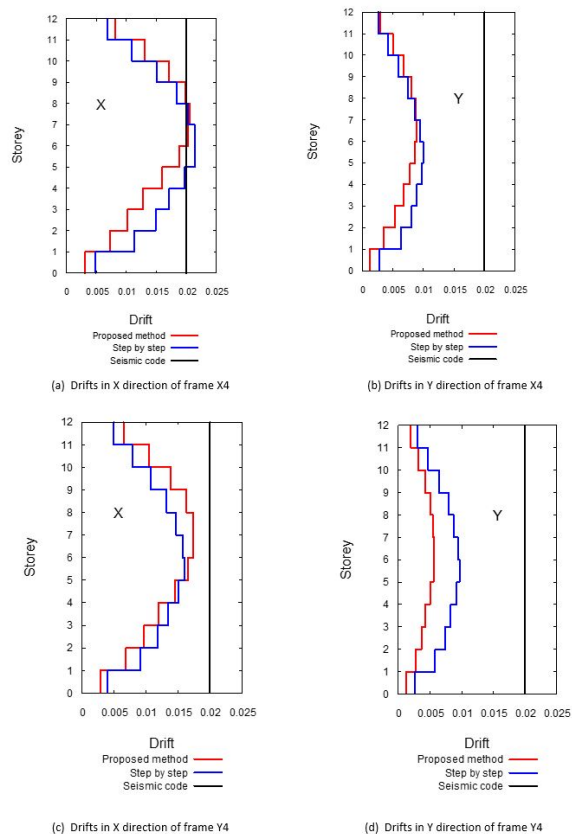 12
11
10
9
8
7
6
5
4
3
2
1
0
Storey
X
0 0.005 0.01 0.015 0.02 0.025
Drift
Proposed method
Step by step
Seismic code
(a) Drifts in X direction of frame X4
12
11
10
9
8
7
6
5
4
3
2
1
0
Storey
Y
0 0.005 0.01 0.015 0.02 0.025
Drift
Proposed method
Step by step
Seismic code
(b) Drifts in Y direction of frame X4
12
11
10
9
8
7
6
5
4
3
2
1
0
Storey
X
0 0.005 0.01 0.015 0.02 0.025
Drift
Proposed method
Step by step
Seismic code
(c) Drifts in X direction of frame Y4
12
11
10
9
8
7
6
5
4
3
2
1
0
Storey
Y
0 0.005 0.01 0.015 0.02 0.025
Drift
Proposed method
Step by step
Seismic code
(d) Drifts in Y direction of frame Y4